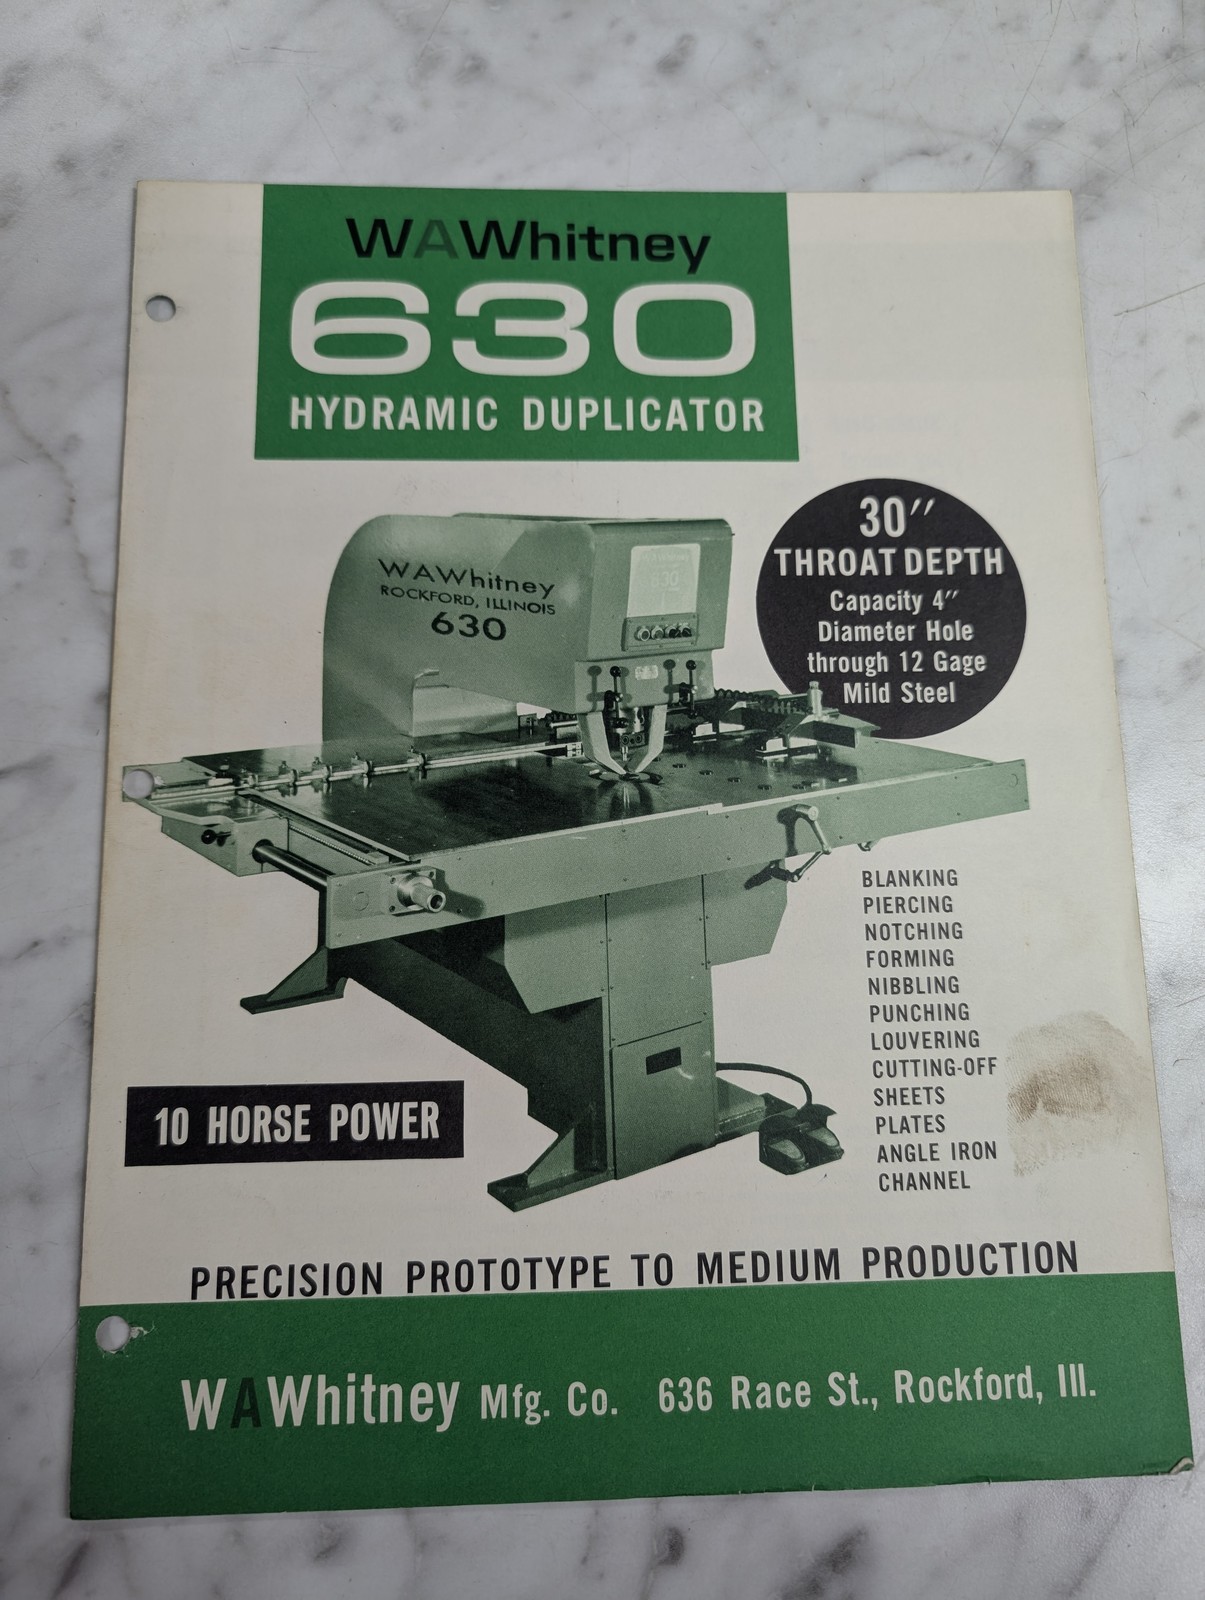 WAWhitney
630
HYDRAMIC DUPLICATOR
30"
THROAT DEPTH
Capacity 4"
Diameter Hole
through 12 Gage
Mild Steel
WAWhitney
ROCKFORD, ILLINOIS
630
630
BLANKING
PIERCING
NOTCHING
FORMING
NIBBLING
PUNCHING
LOUVERING
CUTTING-OFF
SHEETS
PLATES
ANGLE IRON
CHANNEL
10 HORSE POWER
PRECISION PROTOTYPE TO MEDIUM PRODUCTION
WAWhitney Mfg. Co. 636 Race St., Rockford, Ill.